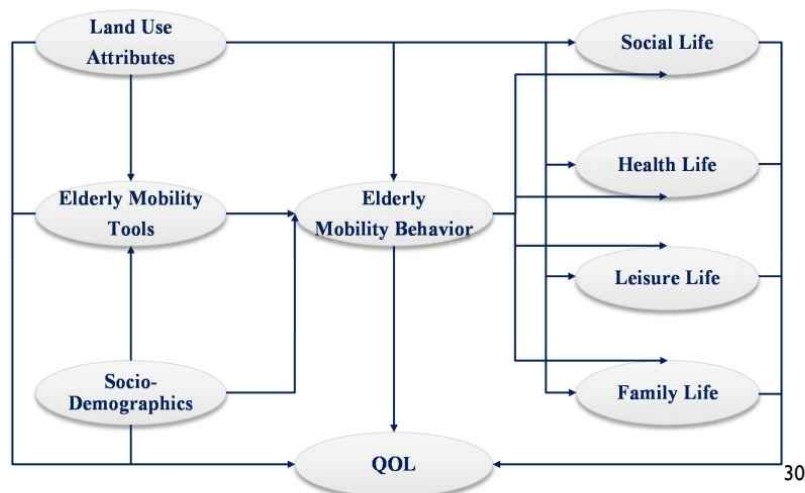 Land Use
Attributes
Social Life
Health Life
Elderly Mobility
Tools
Elderly
Mobility Behavior
Leisure Life
Socio-
Demographics
Family Life
QOL
30